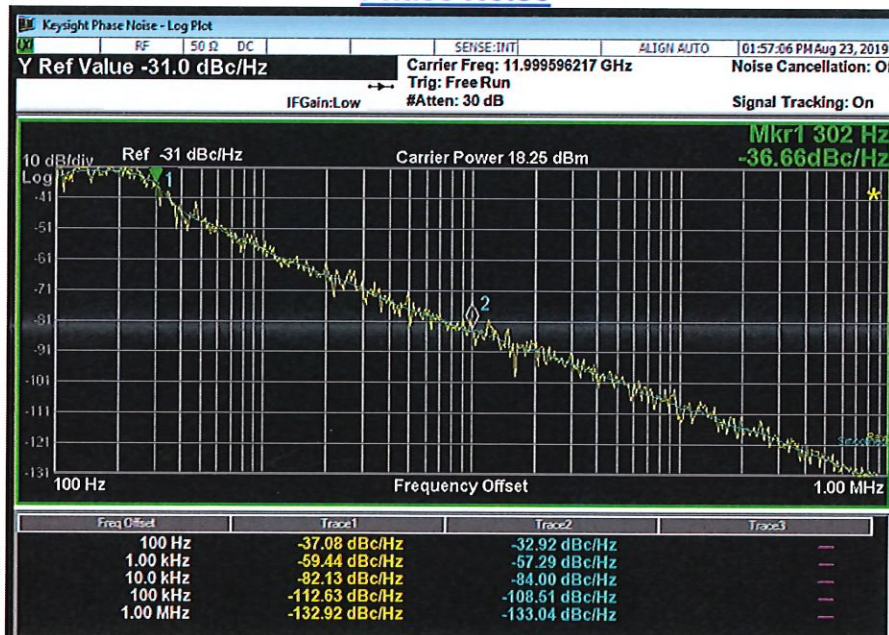 Keysight Phase Noise - Log Plot
RF 50 Ω DC SENSE:INT ALIGN AUTO 01:57:06 PM Aug 23, 2019
Y Ref Value -31.0 dBc/Hz Carrier Freq: 11.999596217 GHz Noise Cancellation:
Trig: Free Run
IFGain:Low #Atten: 30 dB Signal Tracking: On
Mkr1 302 Hz
-36.66dBc/Hz
10 dB/div Ref -31 dBc/Hz Carrier Power 18.25 dBm
Log
1
-41
-51
-61
-71
2
-81
-91
-101
-111
-121
-131
100 Hz Frequency Offset 1.00 MHz
Freq Offset Trace1 Trace2 Trace3
100 Hz -37.08 dBc/Hz -32.92 dBc/Hz —
1.00 kHz -59.44 dBc/Hz -57.29 dBc/Hz —
10.0 kHz -82.13 dBc/Hz -84.00 dBc/Hz —
100 kHz -112.63 dBc/Hz -108.51 dBc/Hz —
1.00 MHz -132.92 dBc/Hz -133.04 dBc/Hz —